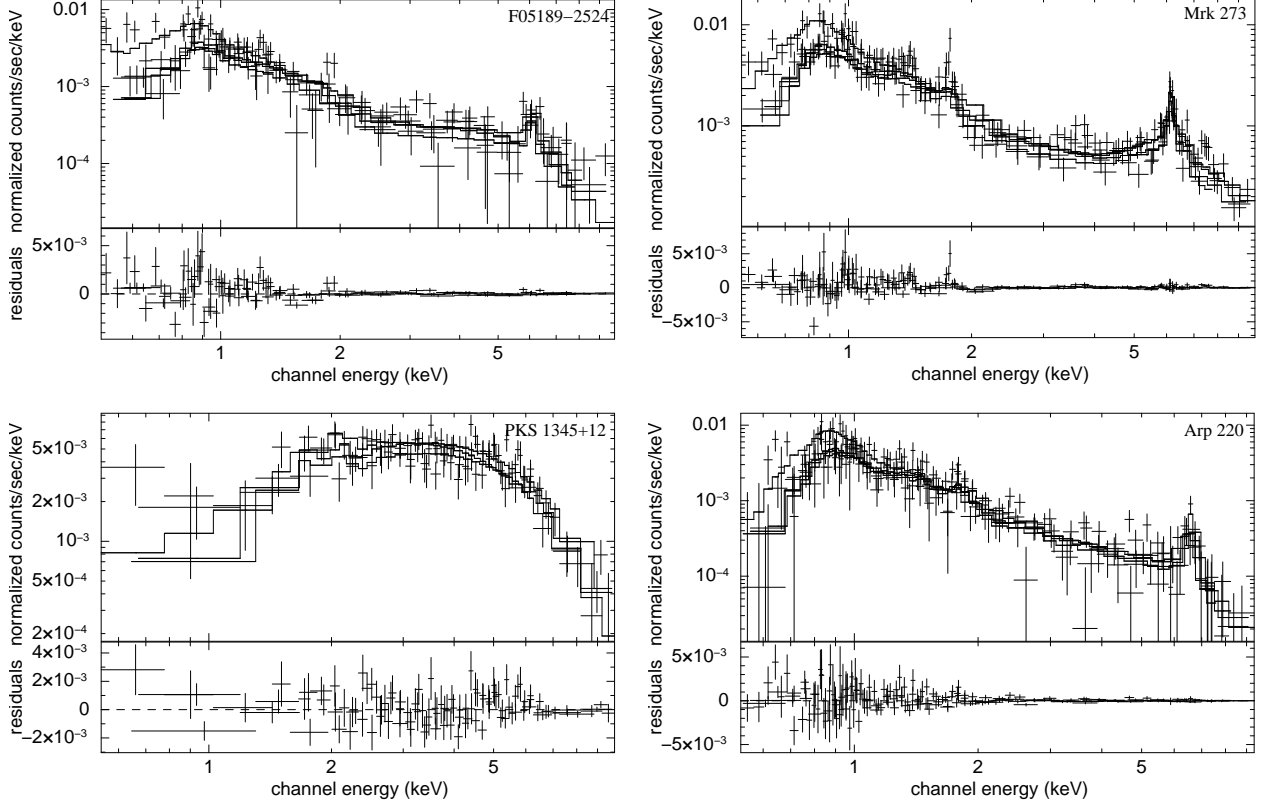 F05189−2524
normalized counts/sec/keV
0.01
10⁻³
10⁻⁴
residuals
5×10⁻³
0
1 2 5
channel energy (keV)
Mrk 273
normalized counts/sec/keV
0.01
10⁻³
residuals
5×10⁻³
0
−5×10⁻³
1 2 5
channel energy (keV)
PKS 1345+12
normalized counts/sec/keV
5×10⁻³
2×10⁻³
10⁻³
5×10⁻⁴
2×10⁻⁴
residuals
4×10⁻³
2×10⁻³
0
−2×10⁻³
1 2 5
channel energy (keV)
Arp 220
normalized counts/sec/keV
0.01
10⁻³
10⁻⁴
residuals
5×10⁻³
0
−5×10⁻³
1 2 5
channel energy (keV)